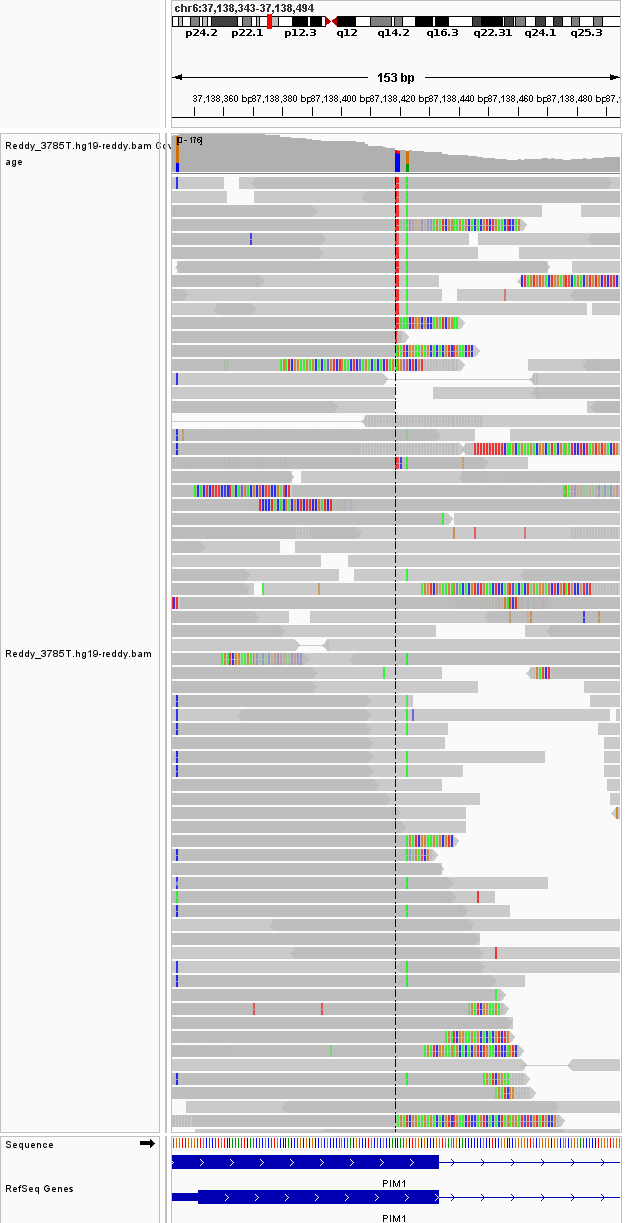 chr6:37,138,343-37,138,494
p24.2 p22.1 p12.3 q12 q14.2 q16.3 q22.31 q24.1 q25.3
153 bp
37,138,360 bp 37,138,380 bp 37,138,400 bp 37,138,420 bp 37,138,440 bp 37,138,460 bp 37,138,480 bp
[0 - 176]
Reddy_3785T.hg19-reddy.bam
age
Reddy_3785T.hg19-reddy.bam
Sequence
PIM1
RefSeq Genes
PIM1